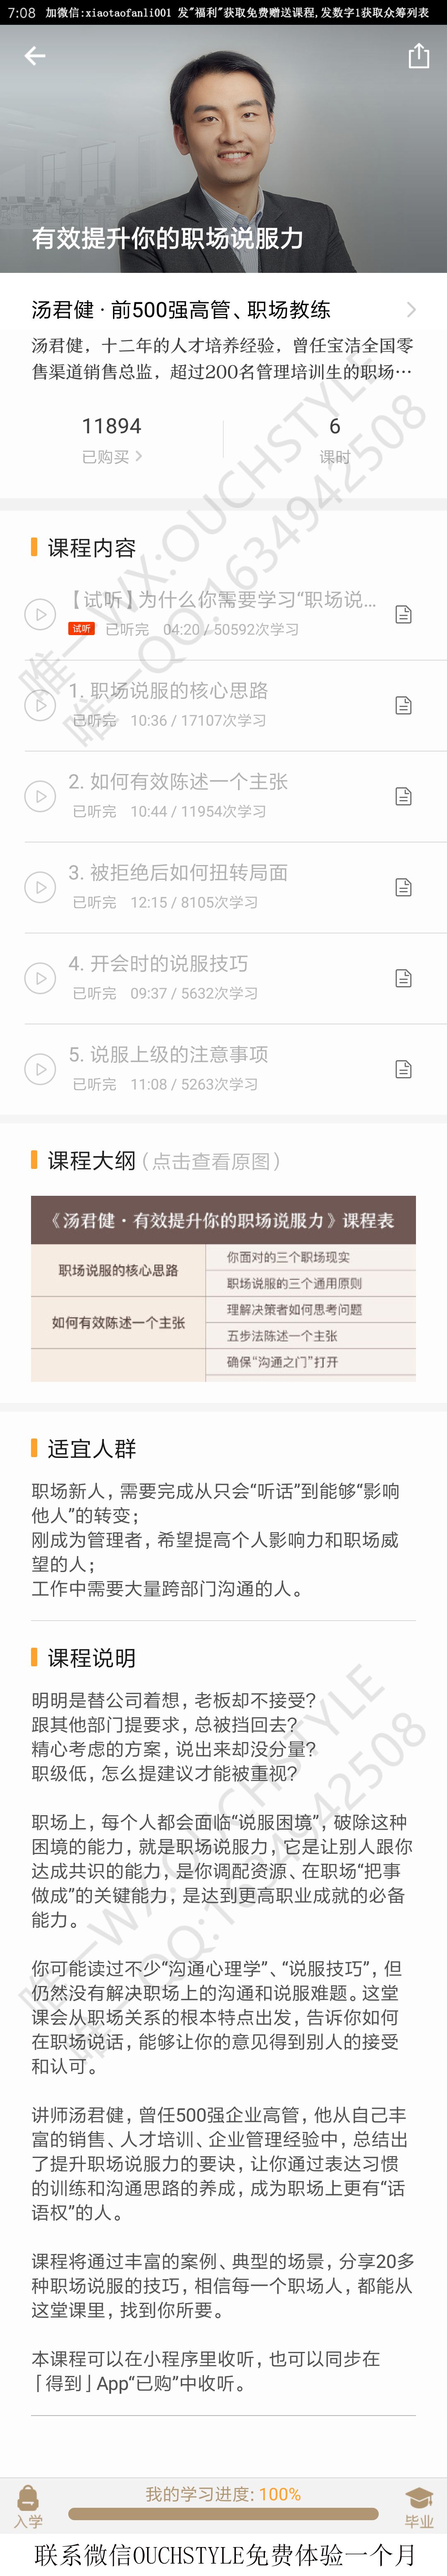 7:08 加微信:xiaotaofanli001 发"福利"获取免费赠送课程,发数字1获取众筹列表
有效提升你的职场说服力
汤君健 · 前500强高管、职场教练
汤君健，十二年的人才培养经验，曾任宝洁全国零
售渠道销售总监，超过200名管理培训生的职场…
11894
已购买
6
课时
课程内容
【试听】为什么你需要学习“职场说...
试听 已听完 04:20 / 50592次学习
1. 职场说服的核心思路
已听完 10:36 / 17107次学习
2. 如何有效陈述一个主张
已听完 10:44 / 11954次学习
3. 被拒绝后如何扭转局面
已听完 12:15 / 8105次学习
4. 开会时的说服技巧
已听完 09:37 / 5632次学习
5. 说服上级的注意事项
已听完 11:08 / 5263次学习
唯一WX:OUCHSTYLE
唯一QQ:1634942508
课程大纲（点击查看原图）
《汤君健·有效提升你的职场说服力》课程表
职场说服的核心思路
你面对的三个职场现实
职场说服的三个通用原则
如何有效陈述一个主张
理解决策者如何思考问题
五步法陈述一个主张
确保“沟通之门”打开
适宜人群
职场新人，需要完成从只会“听话”到能够“影响
他人”的转变；
刚成为管理者，希望提高个人影响力和职场威
望的人；
工作中需要大量跨部门沟通的人。
课程说明
明明是替公司着想，老板却不接受？
跟其他部门提要求，总被挡回去？
精心考虑的方案，说出来却没分量？
职级低，怎么提建议才能被重视？
职场上，每个人都会面临“说服困境”，破除这种
困境的能力，就是职场说服力，它是让别人跟你
达成共识的能力，是你调配资源、在职场“把事
做成”的关键能力，是达到更高职业成就的必备
能力。
你可能读过不少“沟通心理学”、“说服技巧”，但
仍然没有解决职场上的沟通和说服难题。这堂
课会从职场关系的根本特点出发，告诉你如何
在职场说话，能够让你的意见得到别人的接受
和认可。
讲师汤君健，曾任500强企业高管，他从自己丰
富的销售、人才培训、企业管理经验中，总结出
了提升职场说服力的要诀，让你通过表达习惯
的训练和沟通思路的养成，成为职场上更有“话
语权”的人。
课程将通过丰富的案例、典型的场景，分享20多
种职场说服的技巧，相信每一个职场人，都能从
这堂课里，找到你所要。
本课程可以在小程序里收听，也可以同步在
「得到」App“已购”中收听。
唯一WX:OUCHSTYLE
唯一QQ:1634942508
入学
我的学习进度: 100%
毕业
联系微信OUCHSTYLE免费体验一个月